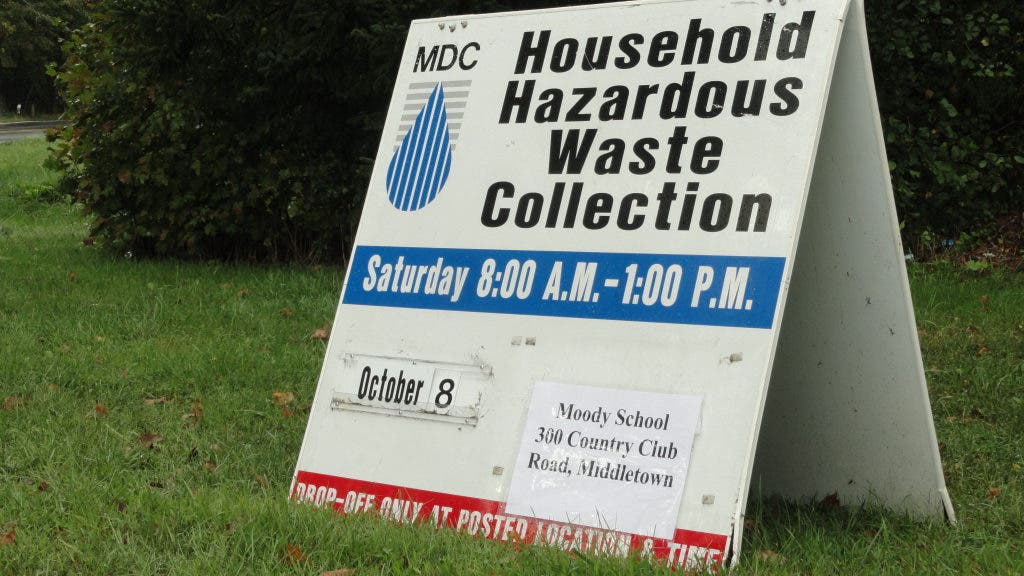 MDC
Household
Hazardous
Waste
Collection
Saturday 8:00 A.M.-1:00 P.M.
October 8
Moody School
300 Country Club
Road, Middletown
DROP-OFF ONLY AT POSTED LOCATION & TIME